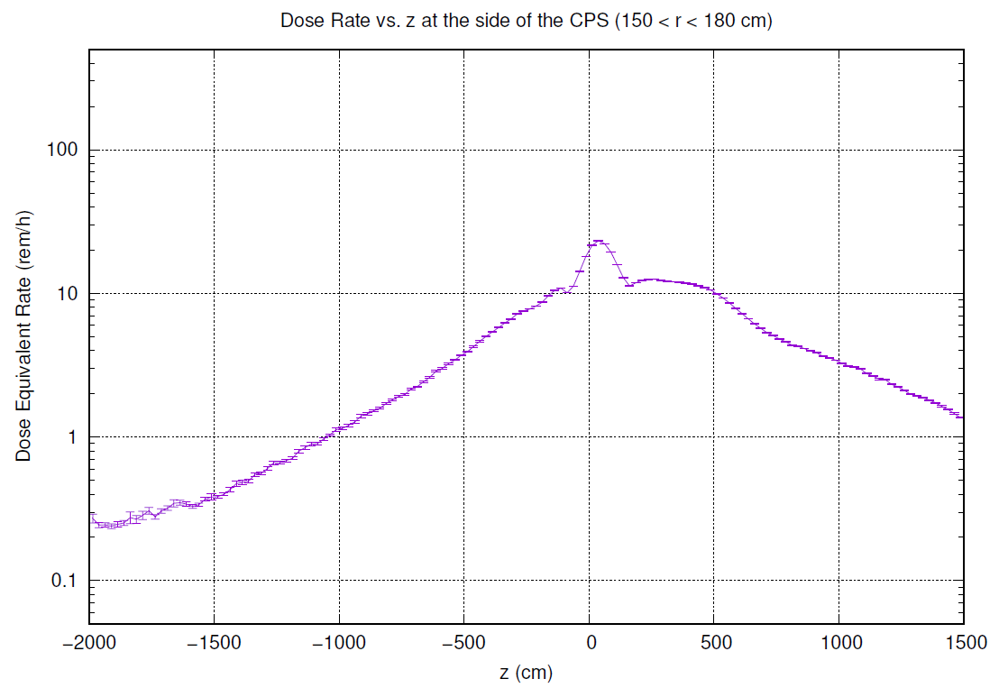 Dose Rate vs. z at the side of the CPS (150 < r < 180 cm)
Dose Equivalent Rate (rem/h)
100
10
1
0.1
−2000 −1500 −1000 −500 0 500 1000 1500
z (cm)